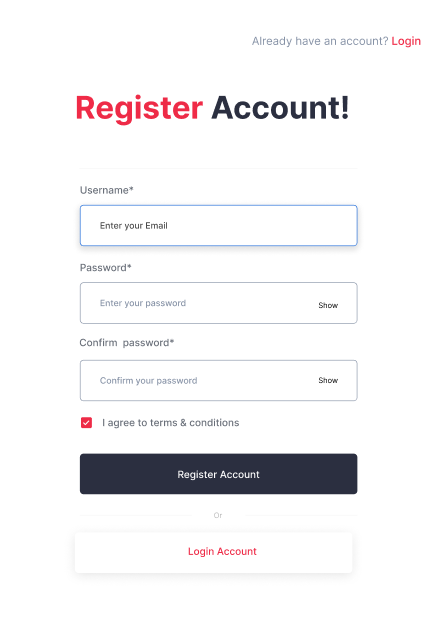 Already have an account? Login
Register Account!
Username*
Enter your Email
Password*
Enter your password
Show
Confirm password*
Confirm your password
Show
I agree to terms & conditions
Register Account
Or
Login Account